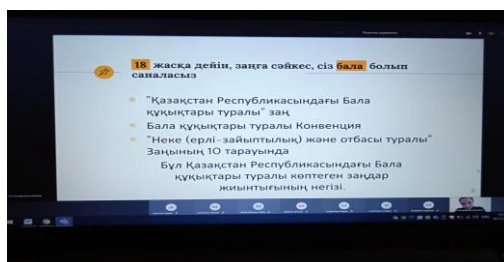 18 жасқа дейін, заңға сәйкес, сіз бала болып
саналасыз
"Қазақстан Республикасындағы Бала
құқықтары туралы" заң
Бала құқықтары туралы Конвенция
"Неке (ерлі-зайыптылық) және отбасы туралы"
Заңының 10 тарауында
Бұл Қазақстан Республикасындағы Бала
құқықтары туралы көптеген заңдар
жиынтығының негізі.